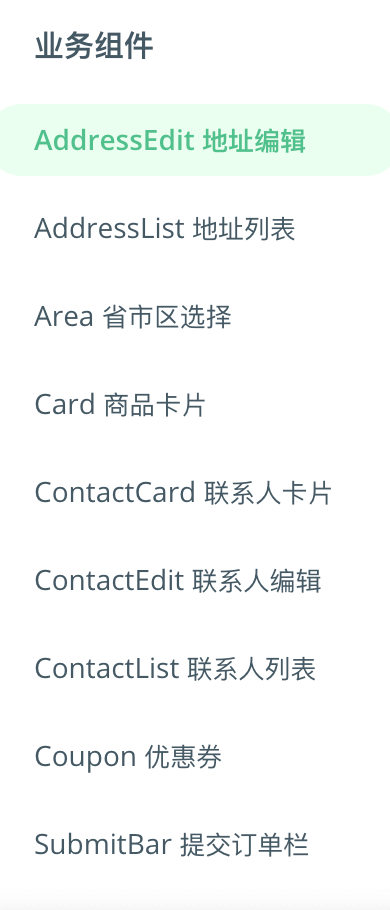 业务组件
AddressEdit 地址编辑
AddressList 地址列表
Area 省市区选择
Card 商品卡片
ContactCard 联系人卡片
ContactEdit 联系人编辑
ContactList 联系人列表
Coupon 优惠券
SubmitBar 提交订单栏